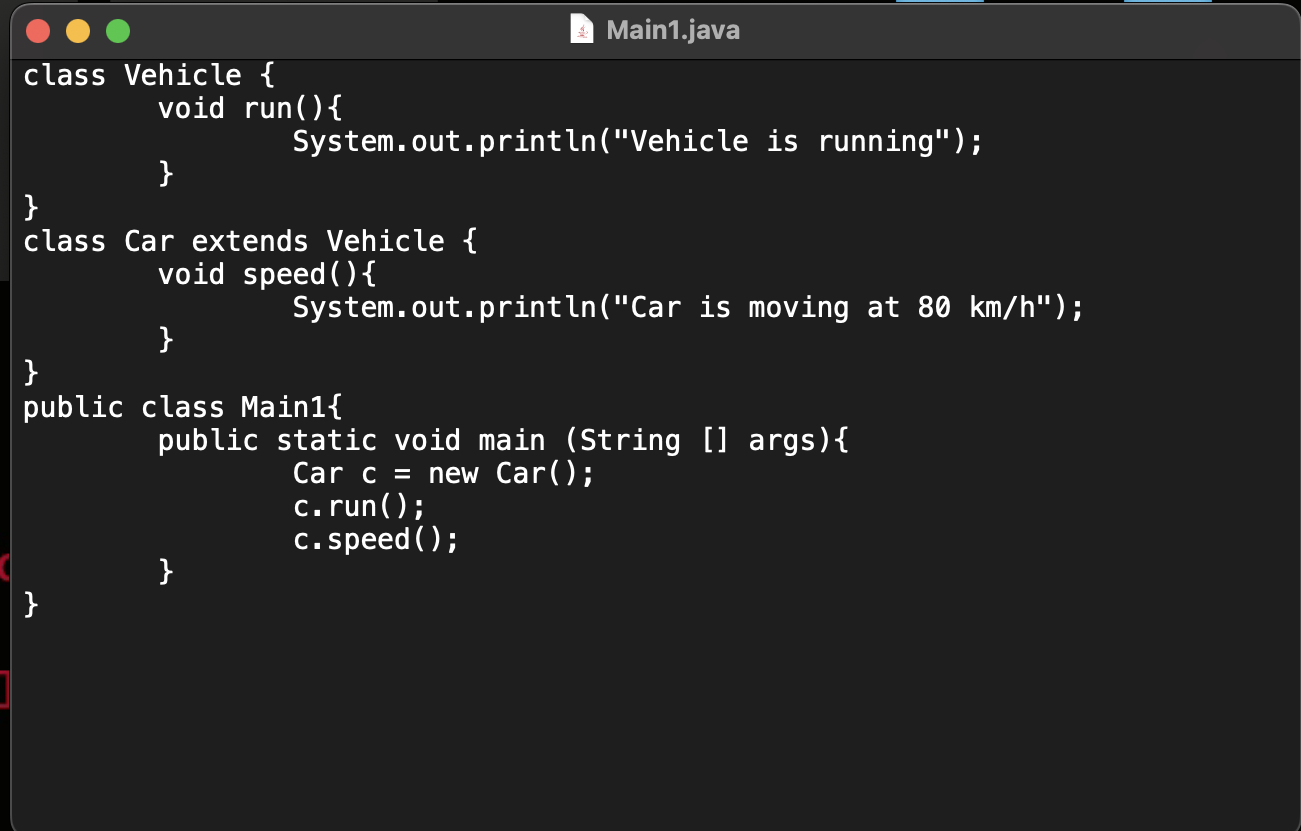 Main1.java
class Vehicle {
        void run(){
                System.out.println("Vehicle is running");
        }
}
class Car extends Vehicle {
        void speed(){
                System.out.println("Car is moving at 80 km/h");
        }
}
public class Main1{
        public static void main (String [] args){
                Car c = new Car();
                c.run();
                c.speed();
        }
}